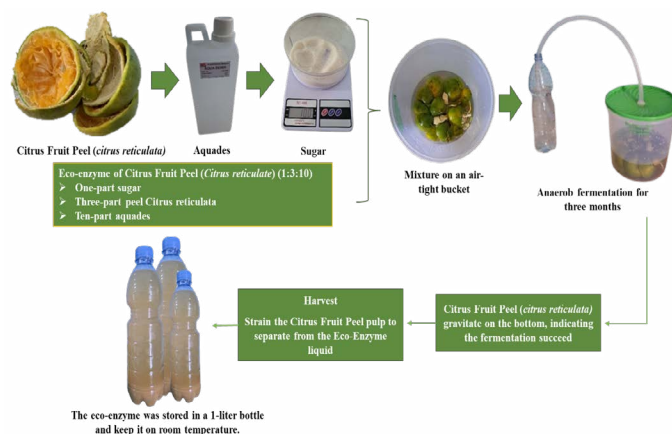 Citrus Fruit Peel (citrus reticulata)
Aquades
Sugar
Eco-enzyme of Citrus Fruit Peel (Citrus Reticulate) (1:3:10)
➢ One-part sugar
➢ Three-part peel Citrus reticulata
➢ Ten-part aquades
Mixture on an air-
tight bucket
Anaerob fermentation for
three months
Citrus Fruit Peel (citrus reticulata)
gravitate on the bottom, indicating
the fermentation succeed
Harvest
Strain the Citrus Fruit Peel pulp to
separate from the Eco-Enzyme
liquid
The eco-enzyme was stored in a 1-liter bottle
and keep it on room temperature.